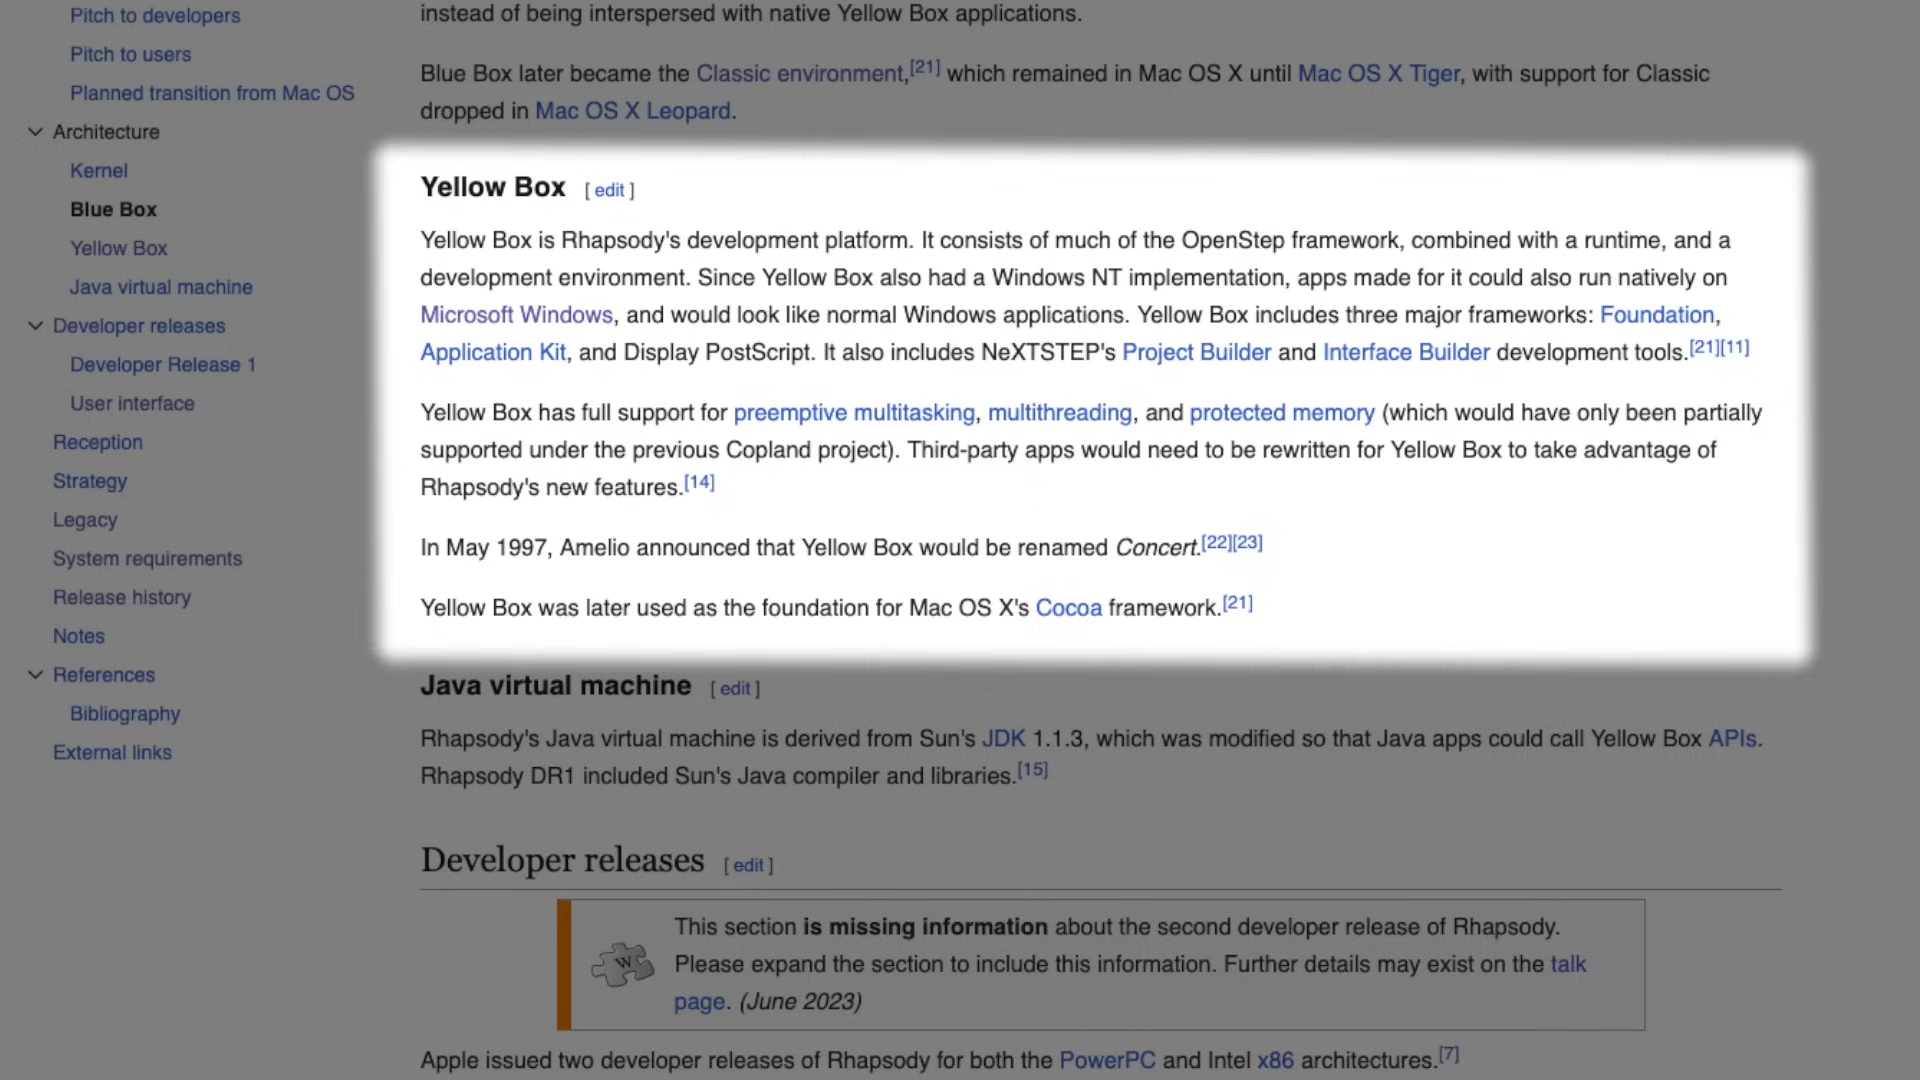 Pitch to developers
Pitch to users
Planned transition from Mac OS
Architecture
Kernel
Blue Box
Yellow Box
Java virtual machine
Developer releases
Developer Release 1
User interface
Reception
Strategy
Legacy
System requirements
Release history
Notes
References
Bibliography
External links
instead of being interspersed with native Yellow Box applications.
Blue Box later became the Classic environment,[21] which remained in Mac OS X until Mac OS X Tiger, with support for Classic
dropped in Mac OS X Leopard.
Yellow Box [ edit ]
Yellow Box is Rhapsody's development platform. It consists of much of the OpenStep framework, combined with a runtime, and a
development environment. Since Yellow Box also had a Windows NT implementation, apps made for it could also run natively on
Microsoft Windows, and would look like normal Windows applications. Yellow Box includes three major frameworks: Foundation,
Application Kit, and Display PostScript. It also includes NeXTSTEP's Project Builder and Interface Builder development tools.[21][11]
Yellow Box has full support for preemptive multitasking, multithreading, and protected memory (which would have only been partially
supported under the previous Copland project). Third-party apps would need to be rewritten for Yellow Box to take advantage of
Rhapsody's new features.[14]
In May 1997, Amelio announced that Yellow Box would be renamed Concert.[22][23]
Yellow Box was later used as the foundation for Mac OS X's Cocoa framework.[21]
Java virtual machine [ edit ]
Rhapsody's Java virtual machine is derived from Sun's JDK 1.1.3, which was modified so that Java apps could call Yellow Box APIs.
Rhapsody DR1 included Sun's Java compiler and libraries.[15]
Developer releases [ edit ]
W
This section is missing information about the second developer release of Rhapsody.
Please expand the section to include this information. Further details may exist on the talk
page. (June 2023)
Apple issued two developer releases of Rhapsody for both the PowerPC and Intel x86 architectures.[7]